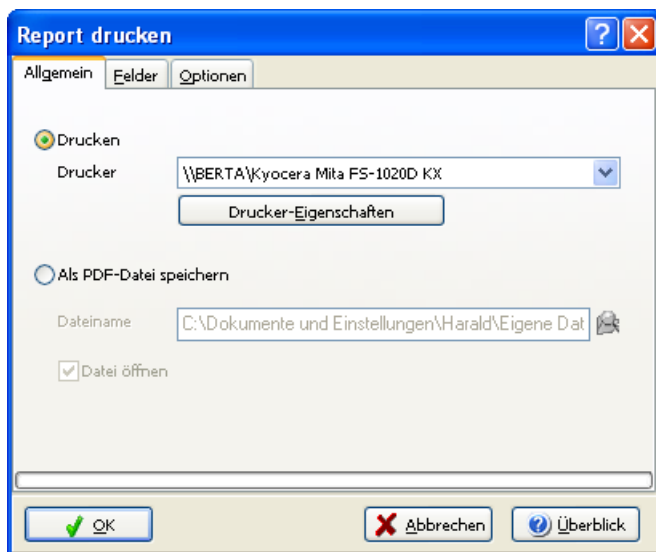 Report drucken
Allgemein Felder Optionen
Drucken
Drucker \\BERTA\Kyocera Mita FS-1020D KX
Drucker-Eigenschaften
Als PDF-Datei speichern
Dateiname C:\Dokumente und Einstellungen\Harald\Eigene Dat
Datei öffnen
OK Abbrechen Überblick